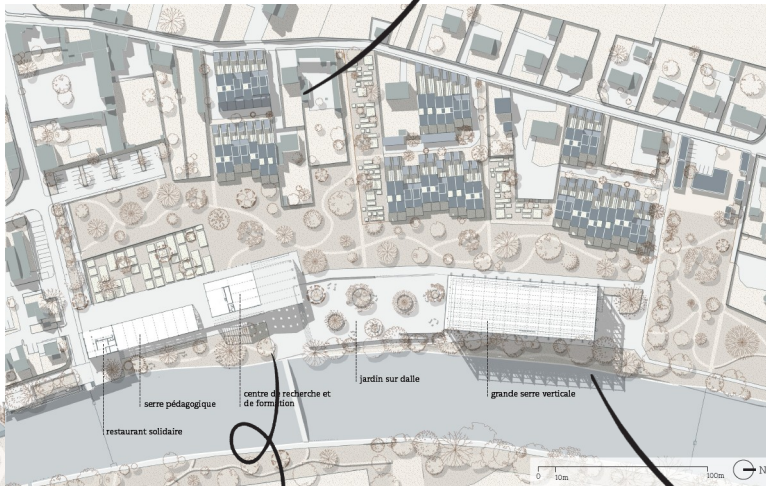 jardin sur dalle
serre pédagogique
centre de recherche et
de formation
grande serre verticale
restaurant solidaire
0 10m 100m N